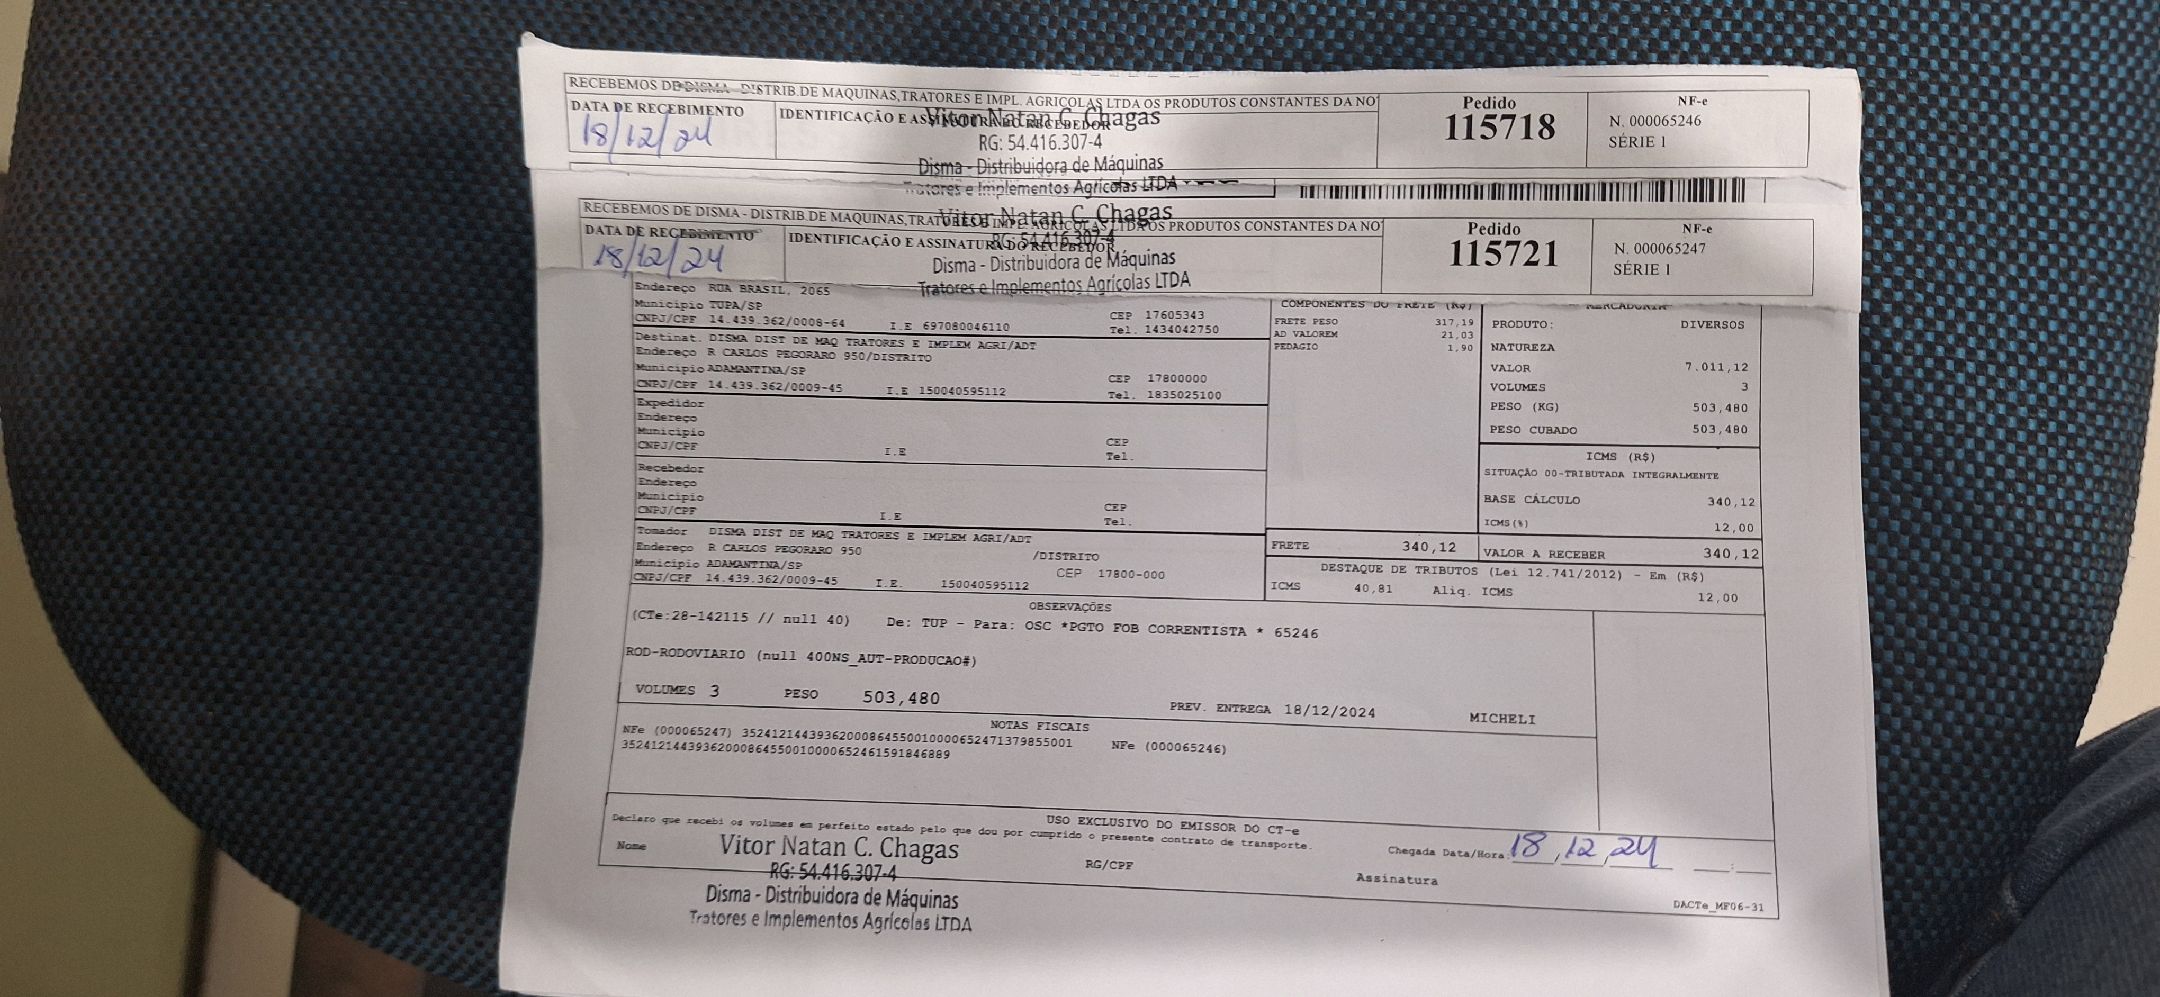 RECEBEMOS DE DISMA - DISTRIB.DE MAQUINAS,TRATORES E IMPL. AGRICOLAS LTDA OS PRODUTOS CONSTANTES DA NO
DATA DE RECEBIMENTO
18/12/24
IDENTIFICAÇÃO E ASSINATURA DO RECEBEDOR
Vitor Natan C. Chagas
RG: 54.416.307-4
Disma - Distribuidora de Máquinas
Tratores e Implementos Agrícolas LTDA
Pedido
115718
NF-e
N. 000065246
SÉRIE 1
RECEBEMOS DE DISMA - DISTRIB.DE MAQUINAS,TRATORES E IMPL. AGRICOLAS LTDA OS PRODUTOS CONSTANTES DA NO
DATA DE RECEBIMENTO
18/12/24
IDENTIFICAÇÃO E ASSINATURA DO RECEBEDOR
Vitor Natan C. Chagas
RG: 54.416.307-4
Disma - Distribuidora de Máquinas
Tratores e Implementos Agrícolas LTDA
Pedido
115721
NF-e
N. 000065247
SÉRIE 1
Endereço RUA BRASIL, 2065
Municipio TUPA/SP CEP 17605343
CNPJ/CPF 14.439.362/0008-64 I.E 697080046110 Tel. 1434042750
Destinat. DISMA DIST DE MAQ TRATORES E IMPLEM AGRI/ADT
Endereço R CARLOS PEGORARO 950/DISTRITO
Municipio ADAMANTINA/SP CEP 17800000
CNPJ/CPF 14.439.362/0009-45 I.E 150040595112 Tel. 1835025100
Expedidor
Endereço
Municipio CEP
CNPJ/CPF I.E Tel.
Recebedor
Endereço
Municipio CEP
CNPJ/CPF I.E Tel.
Tomador DISMA DIST DE MAQ TRATORES E IMPLEM AGRI/ADT
Endereço R CARLOS PEGORARO 950 /DISTRITO
Municipio ADAMANTINA/SP CEP 17800-000
CNPJ/CPF 14.439.362/0009-45 I.E. 150040595112
COMPONENTES DO FRETE (R$)
FRETE PESO 317,19
AD VALOREM 21,03
PEDAGIO 1,90
MERCADORIA
PRODUTO: DIVERSOS
NATUREZA
VALOR 7.011,12
VOLUMES 3
PESO (KG) 503,480
PESO CUBADO 503,480
ICMS (R$)
SITUAÇÃO 00-TRIBUTADA INTEGRALMENTE
BASE CÁLCULO 340,12
ICMS(%) 12,00
FRETE 340,12 VALOR A RECEBER 340,12
DESTAQUE DE TRIBUTOS (Lei 12.741/2012) - Em (R$)
ICMS 40,81 Aliq. ICMS 12,00
OBSERVAÇÕES
(CTe:28-142115 // null 40) De: TUP - Para: OSC *PGTO FOB CORRENTISTA * 65246
ROD-RODOVIARIO (null 400NS_AUT-PRODUCAO#)
VOLUMES 3 PESO 503,480 PREV. ENTREGA 18/12/2024 MICHELI
NOTAS FISCAIS
NFe (000065247) 35241214439362000864550010000652471379855001 NFe (000065246)
35241214439362000864550010000652461591846889
USO EXCLUSIVO DO EMISSOR DO CT-e
Declaro que recebi os volumes em perfeito estado pelo que dou por cumprido o presente contrato de transporte.
Nome RG/CPF Assinatura Chegada Data/Hora: 18,12,24
Vitor Natan C. Chagas
RG: 54.416.307-4
Disma - Distribuidora de Máquinas
Tratores e Implementos Agrícolas LTDA
DACTe_MF06-31